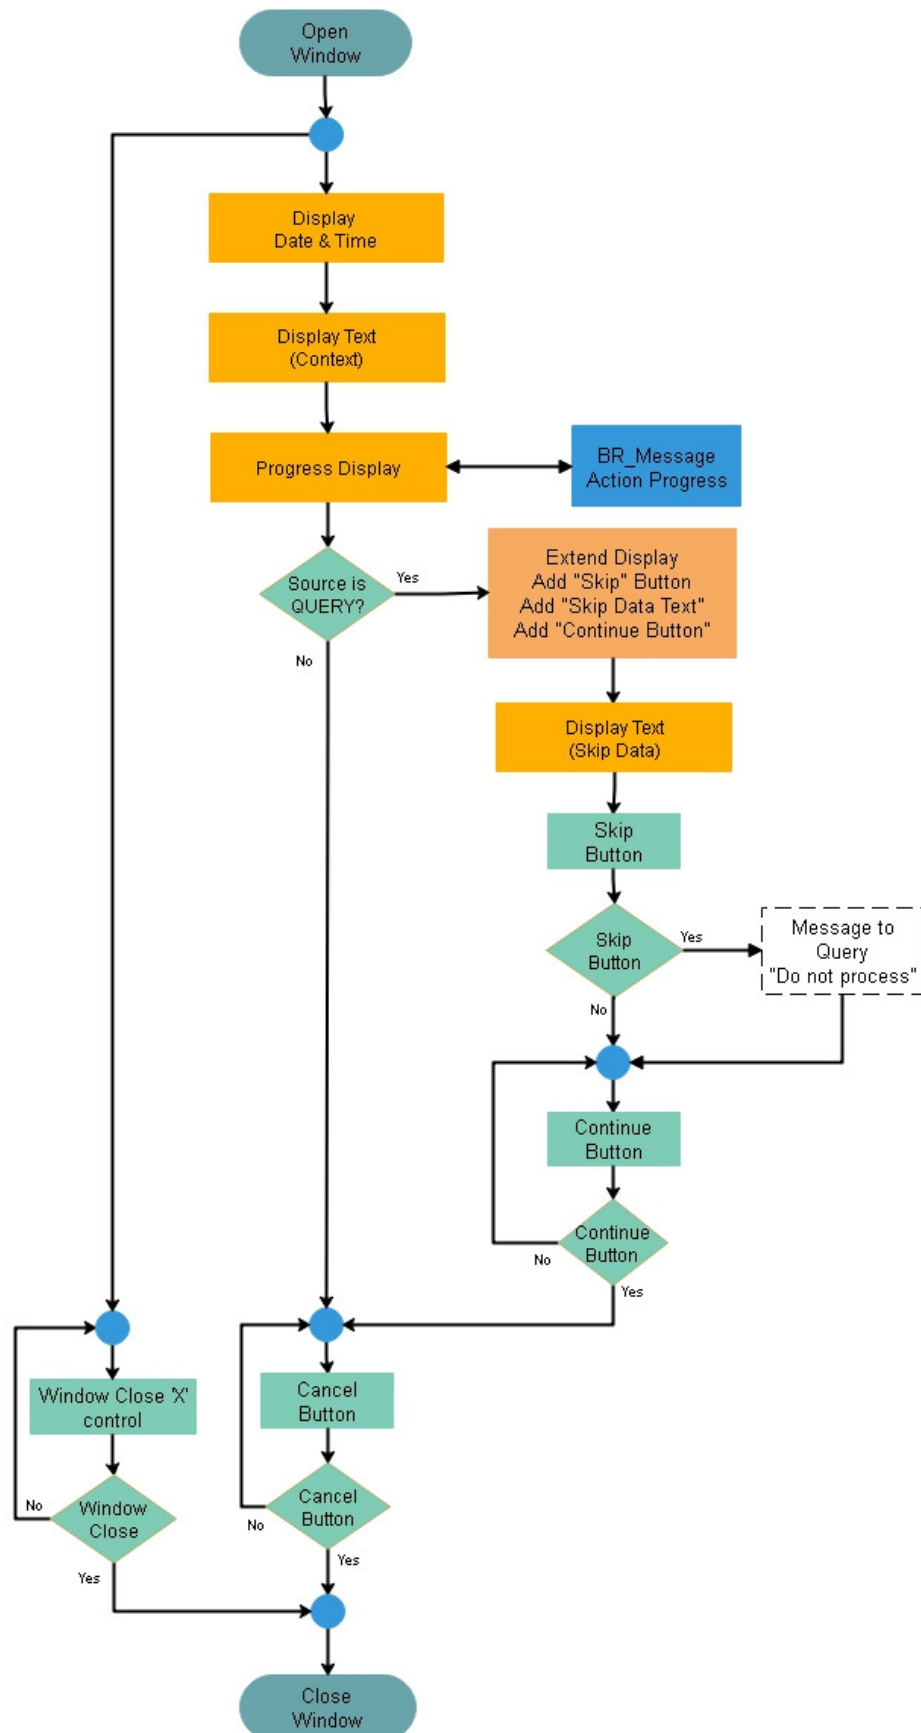 Open
Window
Display
Date & Time
Display Text
(Context)
Progress Display
BR_Message
Action Progress
Source is
QUERY?
Yes
No
Extend Display
Add "Skip" Button
Add "Skip Data Text"
Add "Continue Button"
Display Text
(Skip Data)
Skip
Button
Skip
Button
Yes
No
Message to
Query
"Do not process"
Continue
Button
Continue
Button
No
Yes
Window Close 'X'
control
Window
Close
No
Yes
Cancel
Button
Cancel
Button
No
Yes
Close
Window